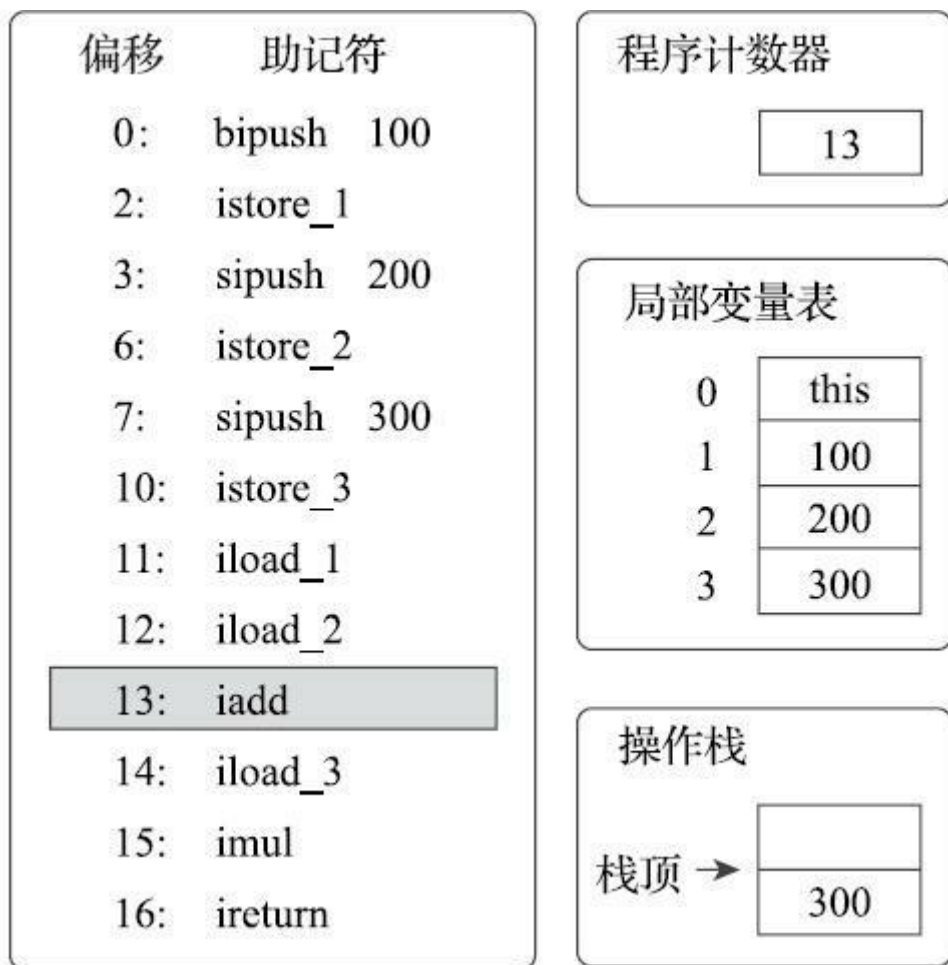 偏移 助记符
0: bipush 100
2: istore_1
3: sipush 200
6: istore_2
7: sipush 300
10: istore_3
11: iload_1
12: iload_2
13: iadd
14: iload_3
15: imul
16: ireturn
程序计数器
13
局部变量表
0 this
1 100
2 200
3 300
操作栈
栈顶
300